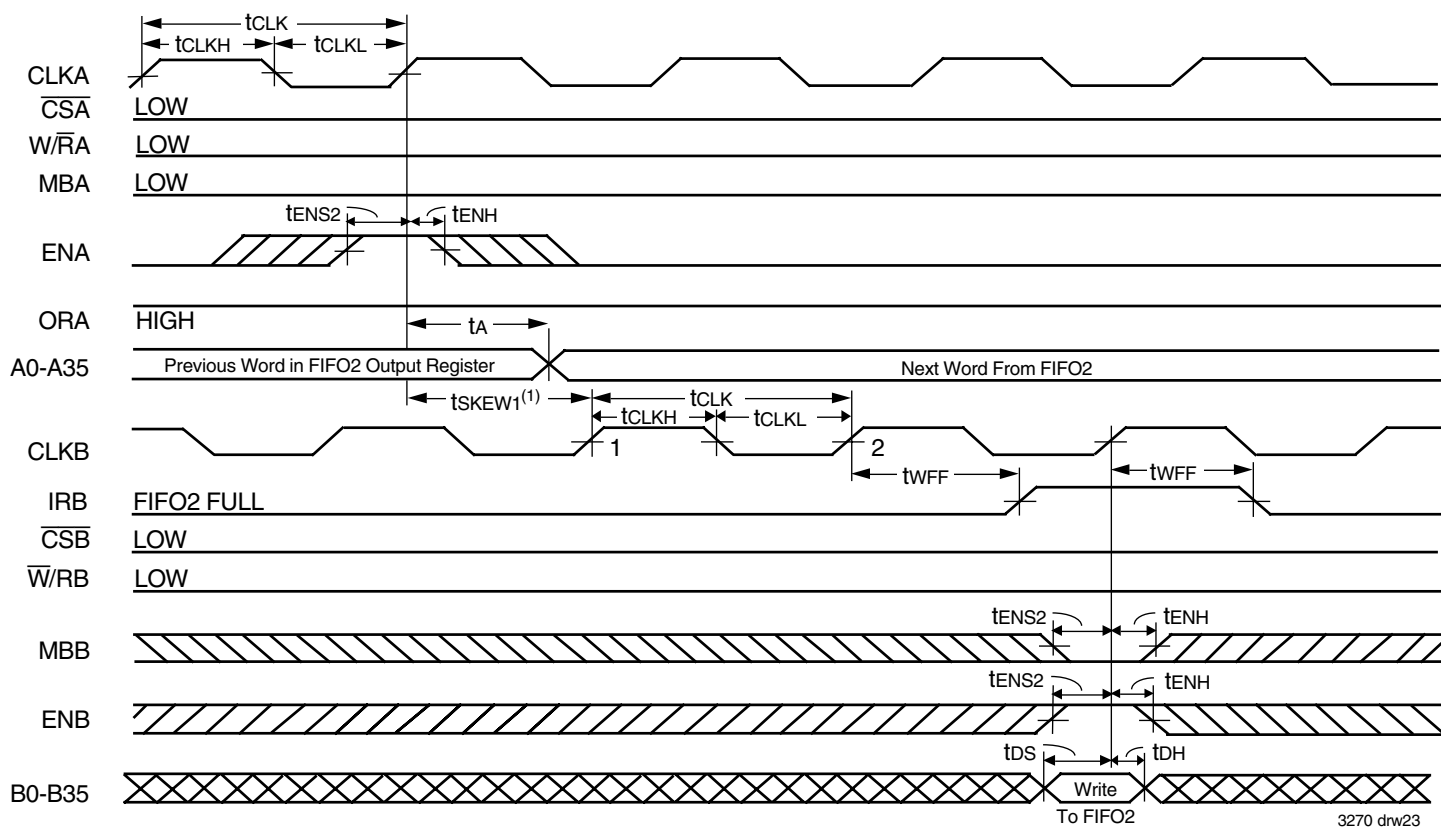 tCLK
tCLKH tCLKL
CLKA
CSA LOW
W/RA LOW
MBA LOW
tENS2 tENH
ENA
ORA HIGH
tA
A0-A35 Previous Word in FIFO2 Output Register Next Word From FIFO2
tSKEW1(1) tCLK
tCLKH tCLKL
CLKB 1 2
tWFF tWFF
IRB FIFO2 FULL
CSB LOW
W/RB LOW
tENS2 tENH
MBB
tENS2 tENH
ENB
tDS tDH
B0-B35 Write
To FIFO2
3270 drw23